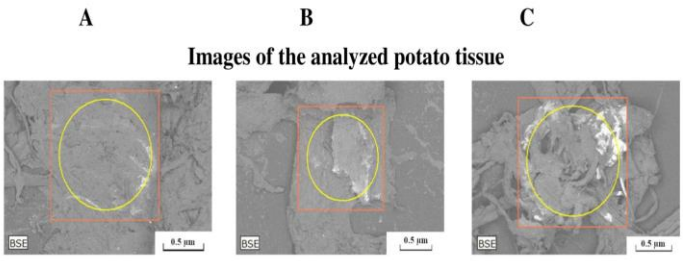 A B C
Images of the analyzed potato tissue
BSE 0.5 µm BSE 0.5 µm BSE 0.5 µm